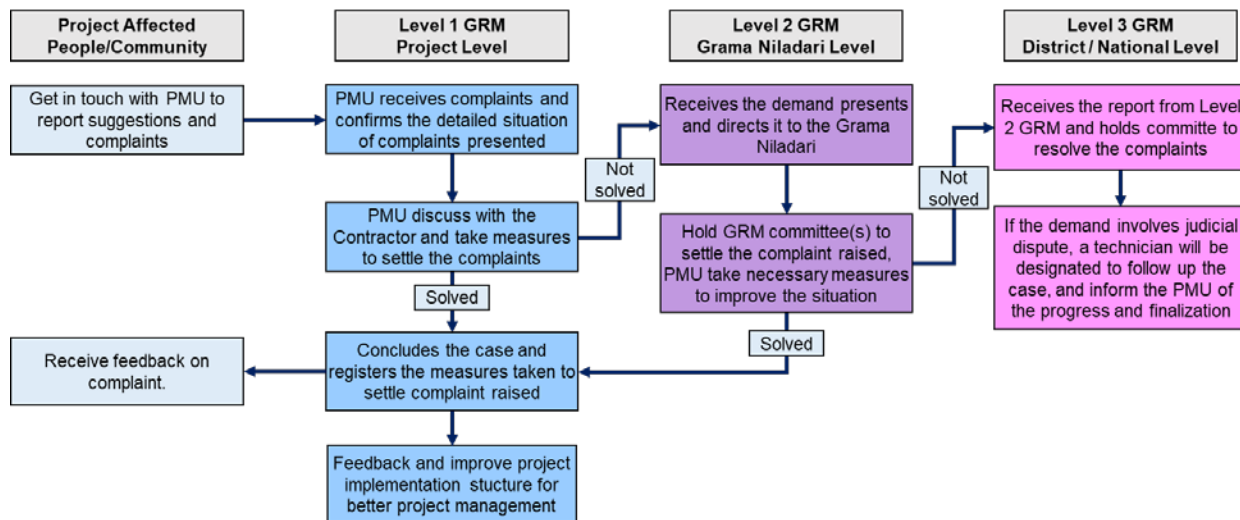 Project Affected
People/Community
Level 1 GRM
Project Level
Level 2 GRM
Grama Niladari Level
Level 3 GRM
District / National Level
Get in touch with PMU to
report suggestions and
complaints
PMU receives complaints and
confirms the detailed situation
of complaints presented
Receives the demand presents
and directs it to the Grama
Niladari
Receives the report from Level
2 GRM and holds committe to
resolve the complaints
Not
solved
Not
solved
PMU discuss with the
Contractor and take measures
to settle the complaints
Hold GRM committee(s) to
settle the complaint raised,
PMU take necessary measures
to improve the situation
If the demand involves judicial
dispute, a technician will be
designated to follow up the
case, and inform the PMU of
the progress and finalization
Solved
Solved
Receive feedback on
complaint.
Concludes the case and
registers the measures taken to
settle complaint raised
Feedback and improve project
implementation stucture for
better project management